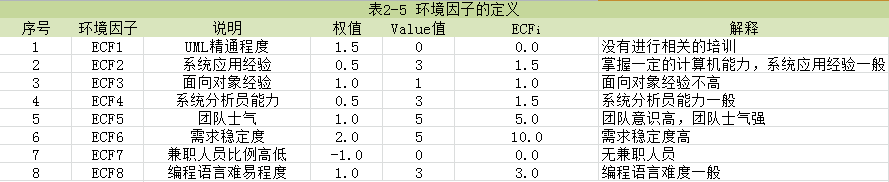 表2-5 环境因子的定义
序号 环境因子 说明 权值 Value值 ECFi 解释
1 ECF1 UML精通程度 1.5 0 0.0 没有进行相关的培训
2 ECF2 系统应用经验 0.5 3 1.5 掌握一定的计算机能力，系统应用经验一般
3 ECF3 面向对象经验 1.0 1 1.0 面向对象经验不高
4 ECF4 系统分析员能力 0.5 3 1.5 系统分析员能力一般
5 ECF5 团队士气 1.0 5 5.0 团队意识高，团队士气强
6 ECF6 需求稳定度 2.0 5 10.0 需求稳定度高
7 ECF7 兼职人员比例高低 -1.0 0 0.0 无兼职人员
8 ECF8 编程语言难易程度 1.0 3 3.0 编程语言难度一般